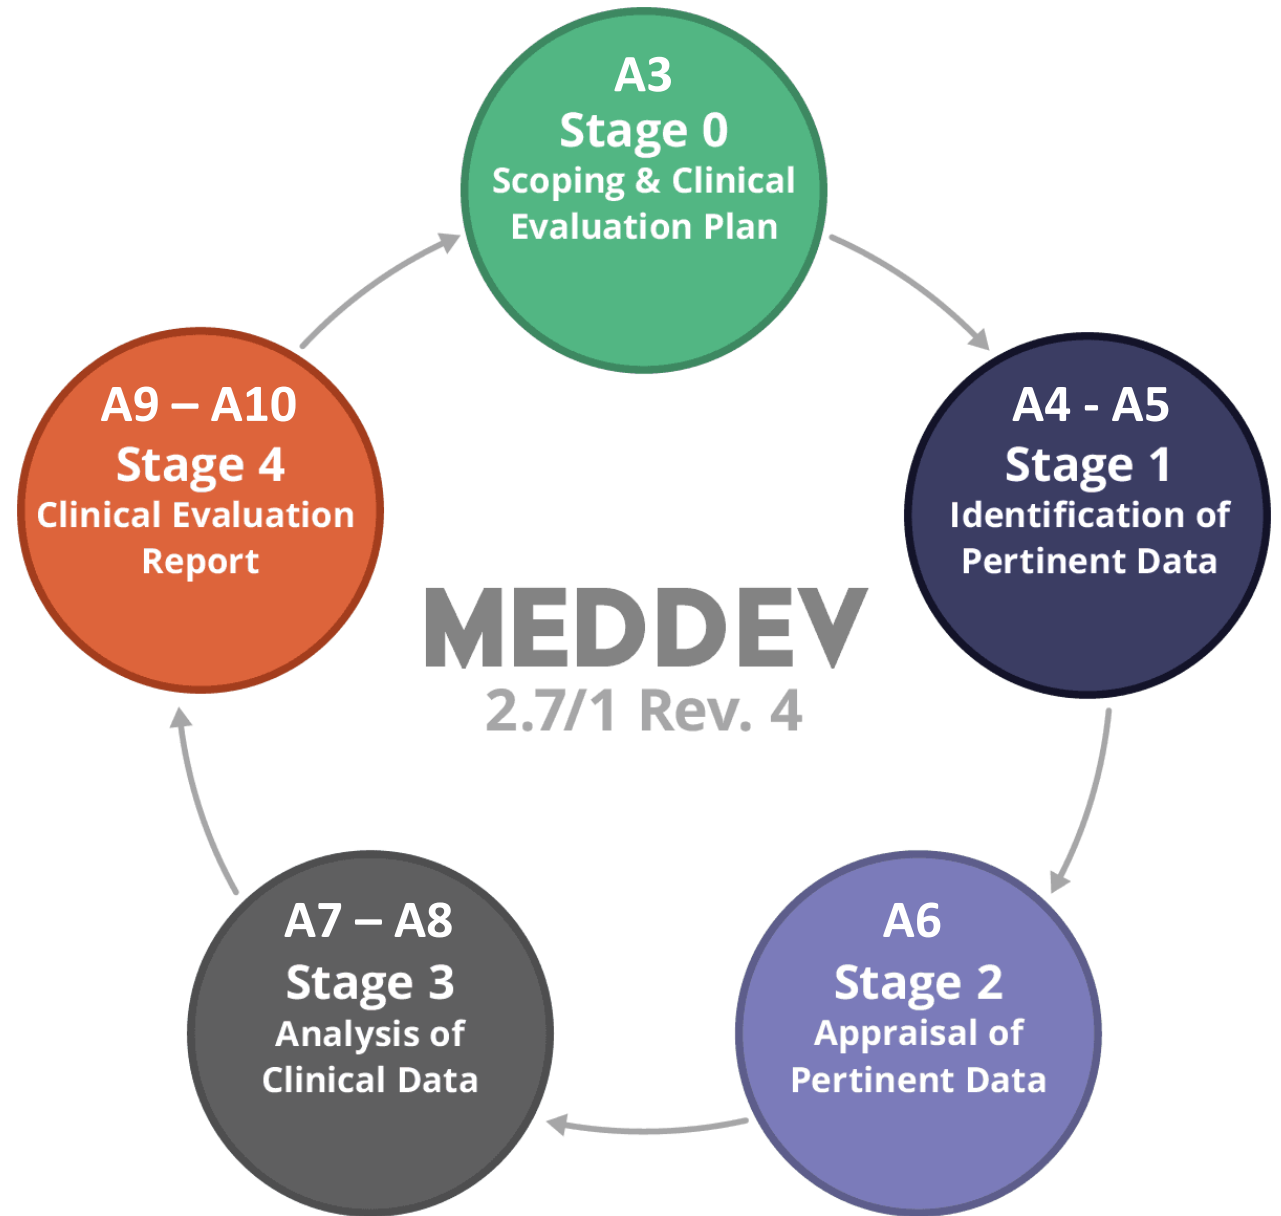 A3
Stage 0
Scoping & Clinical
Evaluation Plan
A4 - A5
Stage 1
Identification of
Pertinent Data
A6
Stage 2
Appraisal of
Pertinent Data
A7 – A8
Stage 3
Analysis of
Clinical Data
A9 – A10
Stage 4
Clinical Evaluation
Report
MEDDEV
2.7/1 Rev. 4